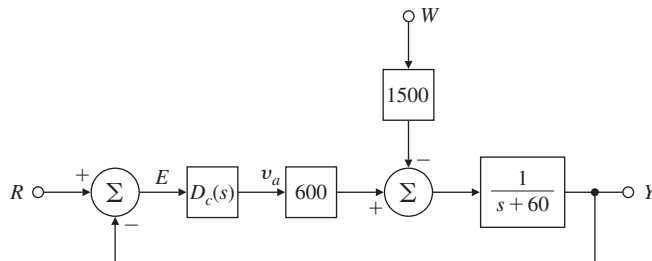 W
1500
−
R
+
Σ
−
E
D_c(s)
v_a
600
+
Σ
1
s + 60
Y